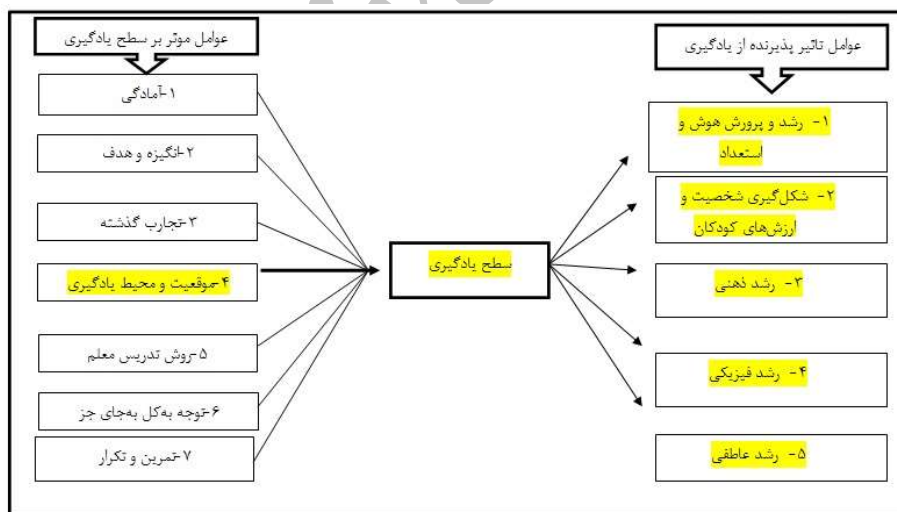 عوامل موثر بر سطح یادگیری
۱-آمادگی
۲-انگیزه و هدف
۳-تجارب گذشته
۴-موقعیت و محیط یادگیری
۵-روش تدریس معلم
۶-توجه به‌کل به‌جای جز
۷-تمرین و تکرار
سطح یادگیری
عوامل تاثیر پذیرنده از یادگیری
۱- رشد و پرورش هوش و
استعداد
۲- شکل‌گیری شخصیت و
ارزش‌های کودکان
۳- رشد ذهنی
۴- رشد فیزیکی
۵- رشد عاطفی